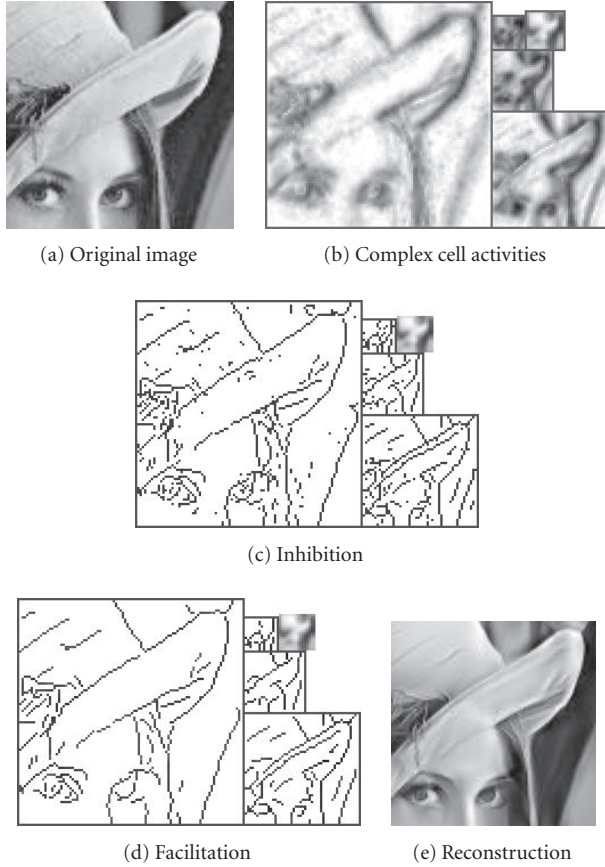 (a) Original image
(b) Complex cell activities
(c) Inhibition
(d) Facilitation
(e) Reconstruction